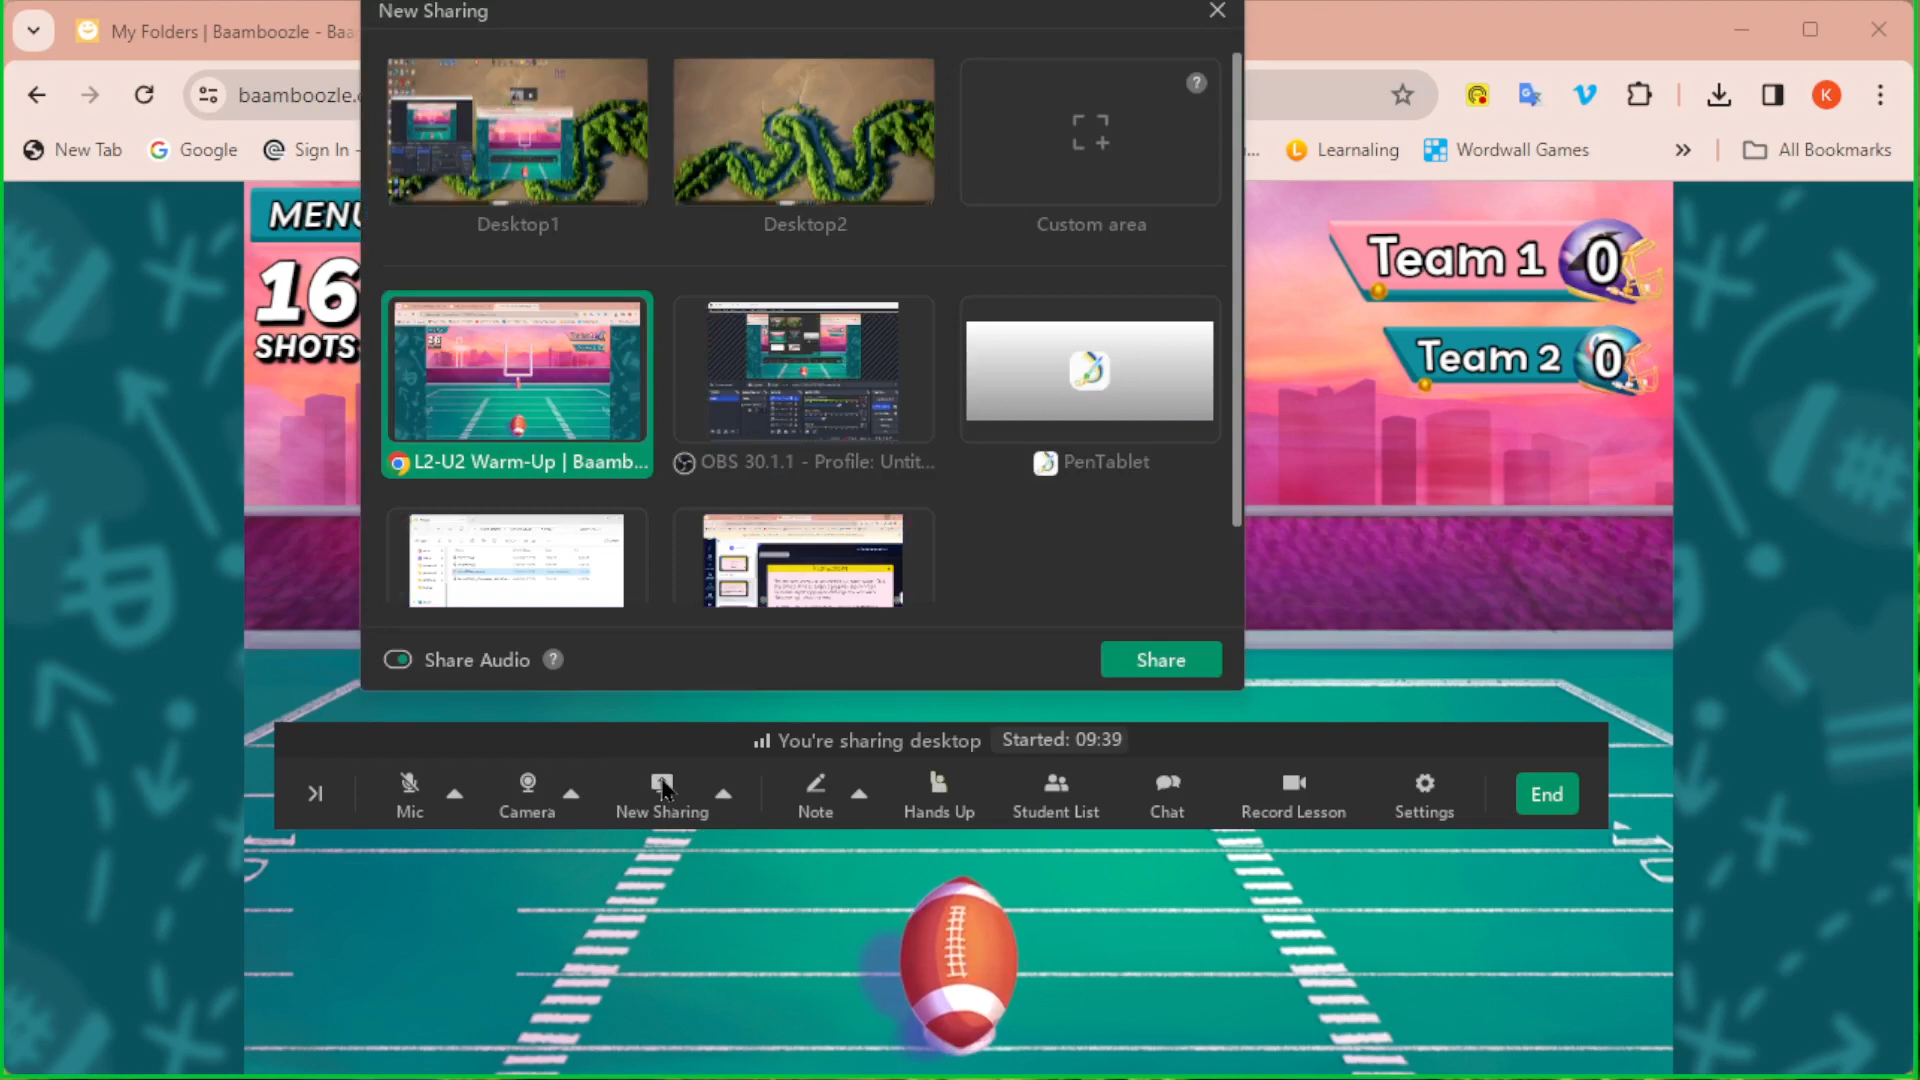 My Folders | Baamboozle - Baa
New Sharing
baamboozle.
New Tab
Google
Sign In -
Learnaling
Wordwall Games
All Bookmarks
K
Desktop1
Desktop2
Custom area
MENU
16
SHOTS
Team 1 0
Team 2 0
L2-U2 Warm-Up | Baamb...
OBS 30.1.1 - Profile: Untit...
PenTablet
Share Audio
Share
You're sharing desktop
Started: 09:39
Mic
Camera
New Sharing
Note
Hands Up
Student List
Chat
Record Lesson
Settings
End